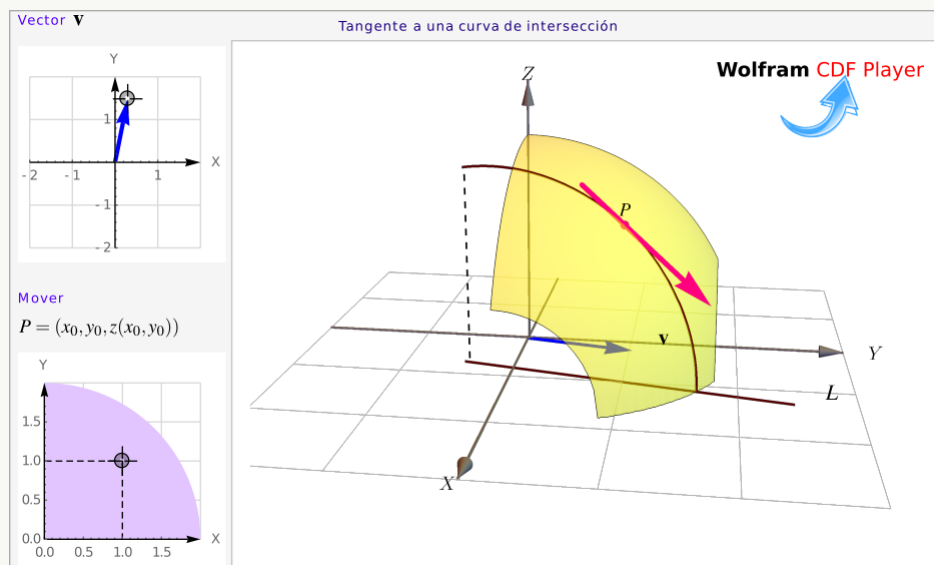 Vector v
Tangente a una curva de intersección
Wolfram CDF Player
Y
1
X
-2 -1 1
-1
-2
Z
P
v
Y
L
X
Mover
P = (x₀, y₀, z(x₀, y₀))
Y
1.5
1.0
0.5
0.0
X
0.0 0.5 1.0 1.5